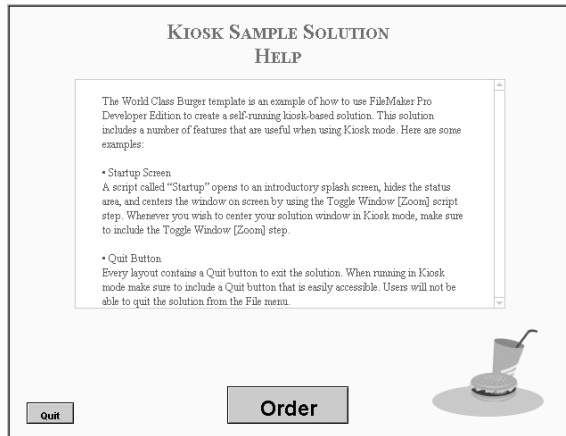 KIOSK SAMPLE SOLUTION
HELP
The World Class Burger template is an example of how to use FileMaker Pro
Developer Edition to create a self-running kiosk-based solution. This solution
includes a number of features that are useful when using Kiosk mode. Here are some
examples:
▪ Startup Screen
A script called “Startup” opens to an introductory splash screen, hides the status
area, and centers the window on screen by using the Toggle Window [Zoom] script
step. Whenever you wish to center your solution window in Kiosk mode, make sure
to include the Toggle Window [Zoom] step.
▪ Quit Button
Every layout contains a Quit button to exit the solution. When running in Kiosk
mode make sure to include a Quit button that is easily accessible. Users will not be
able to quit the solution from the File menu.
Quit
Order